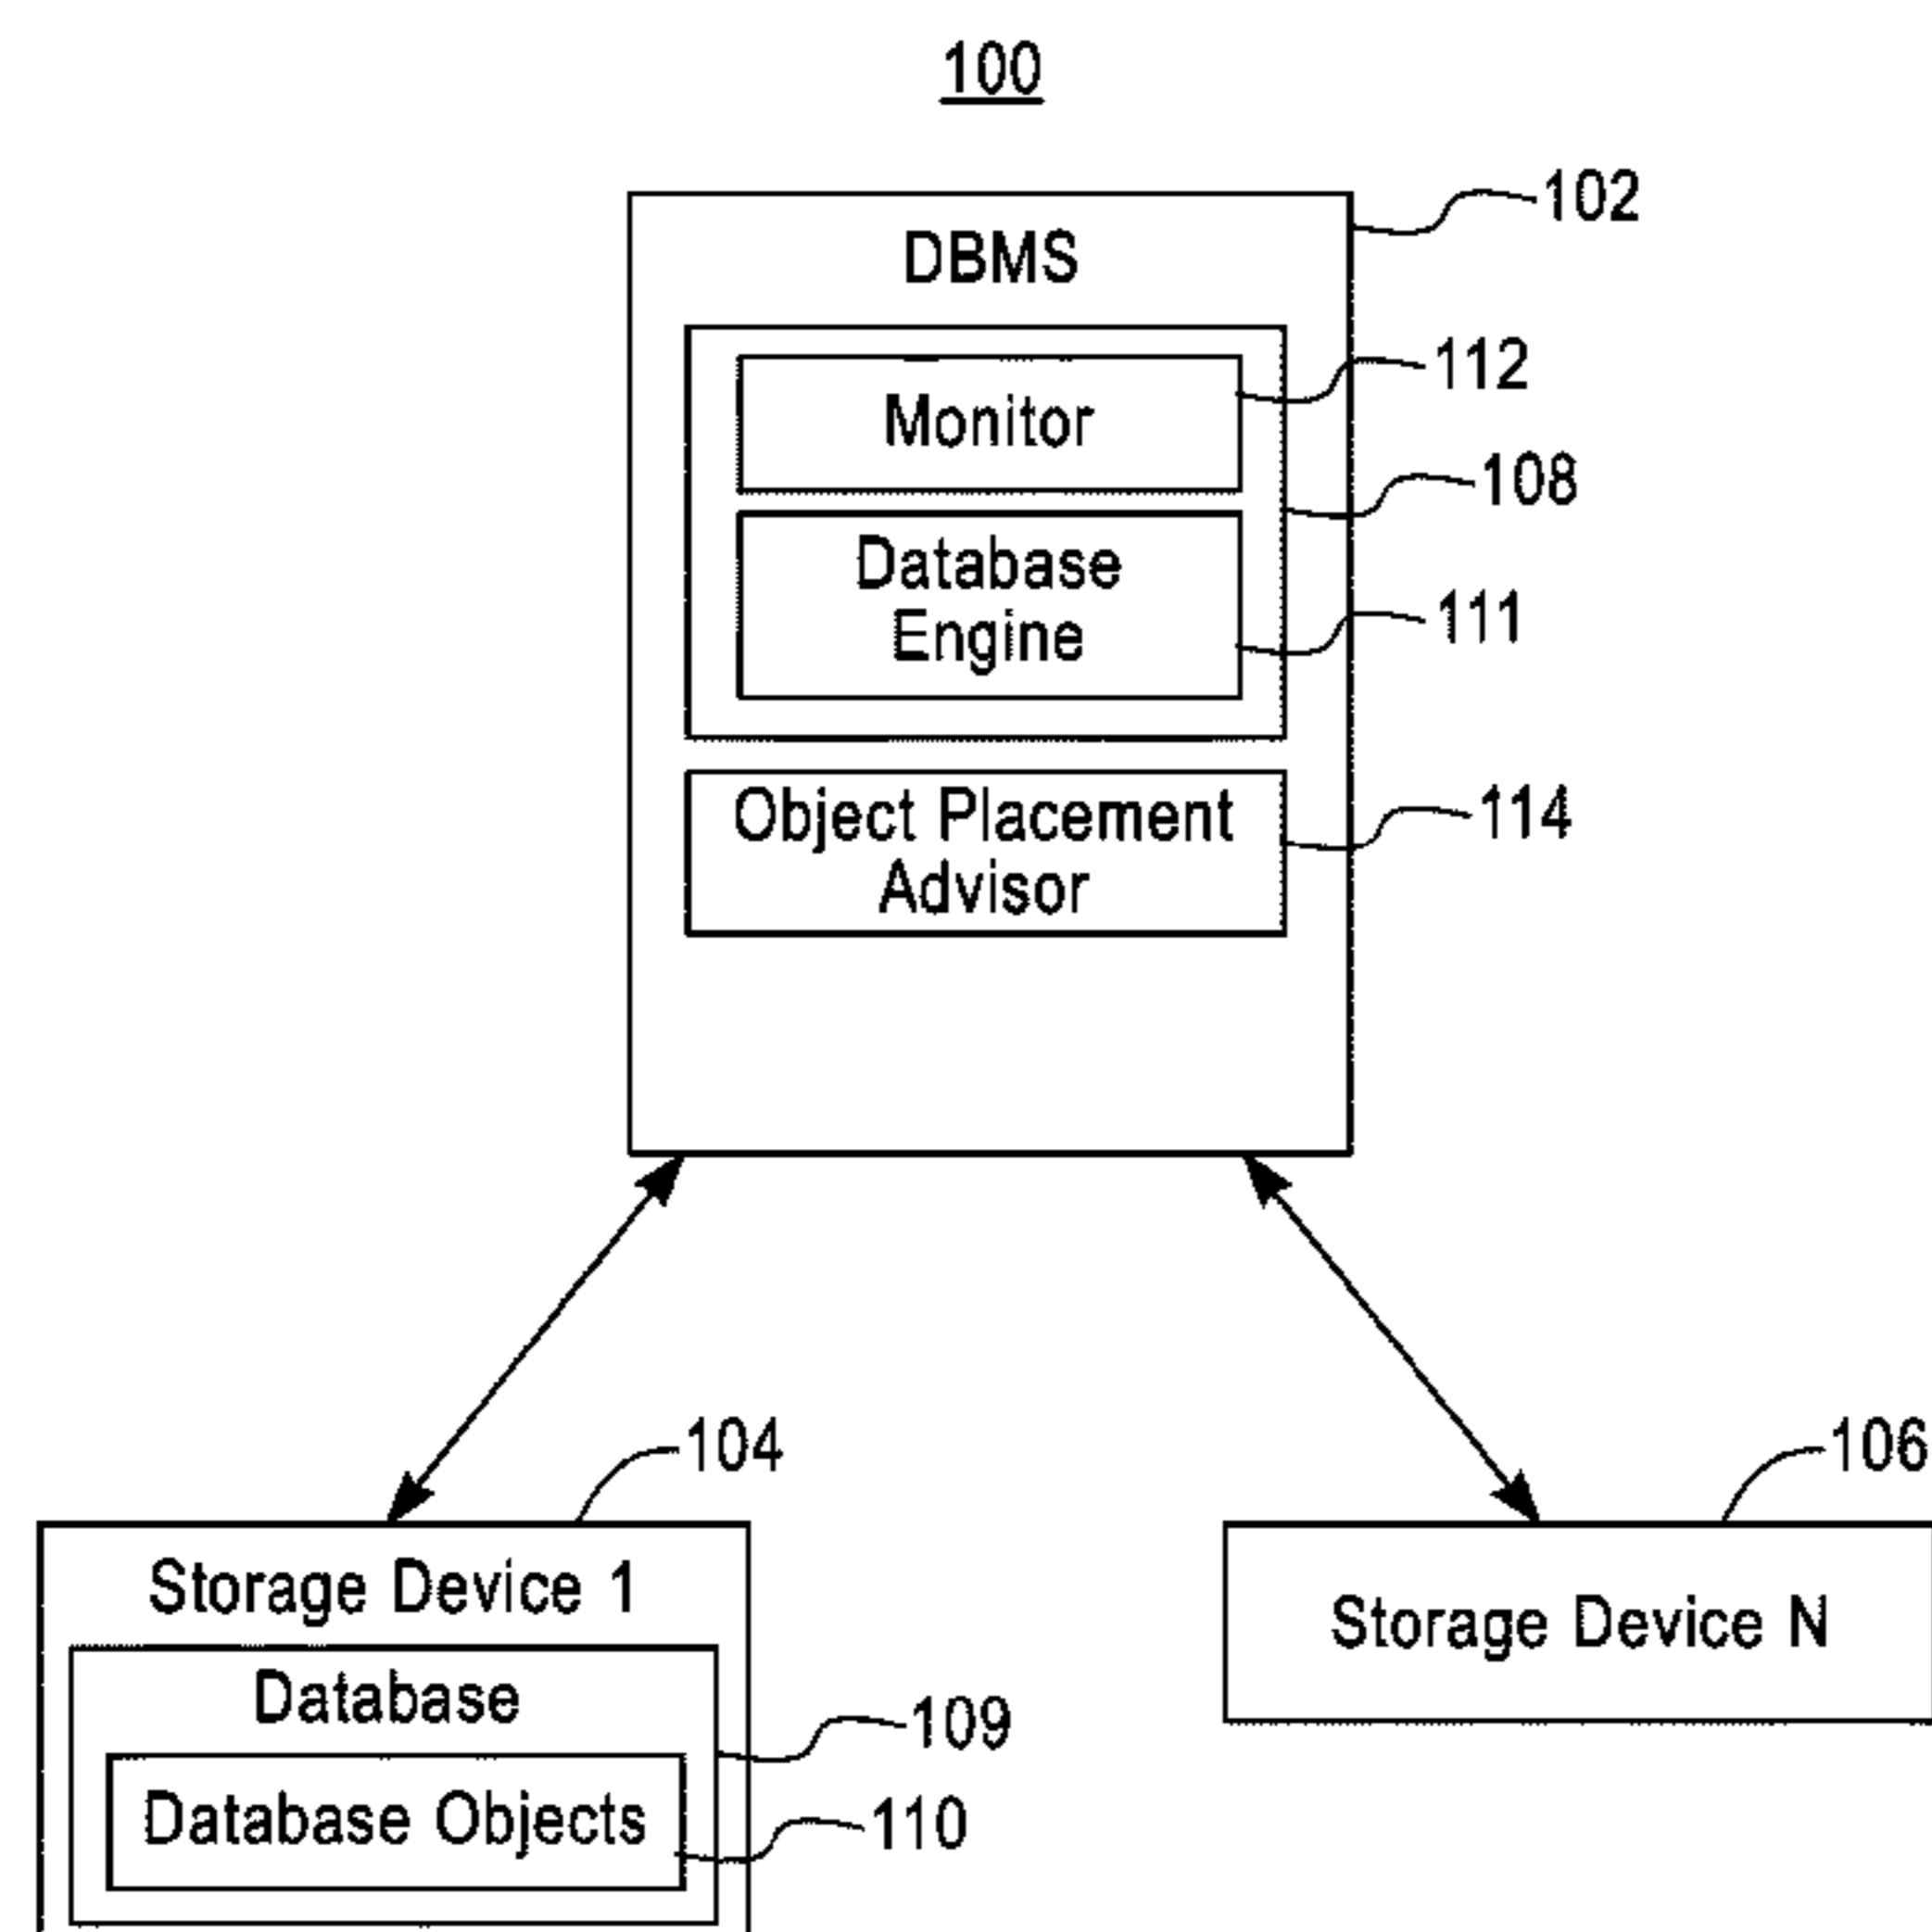 100
102
DBMS
112
Monitor
108
Database
Engine
111
Object Placement
Advisor
114
104
106
Storage Device 1
Storage Device N
Database
109
Database Objects
110